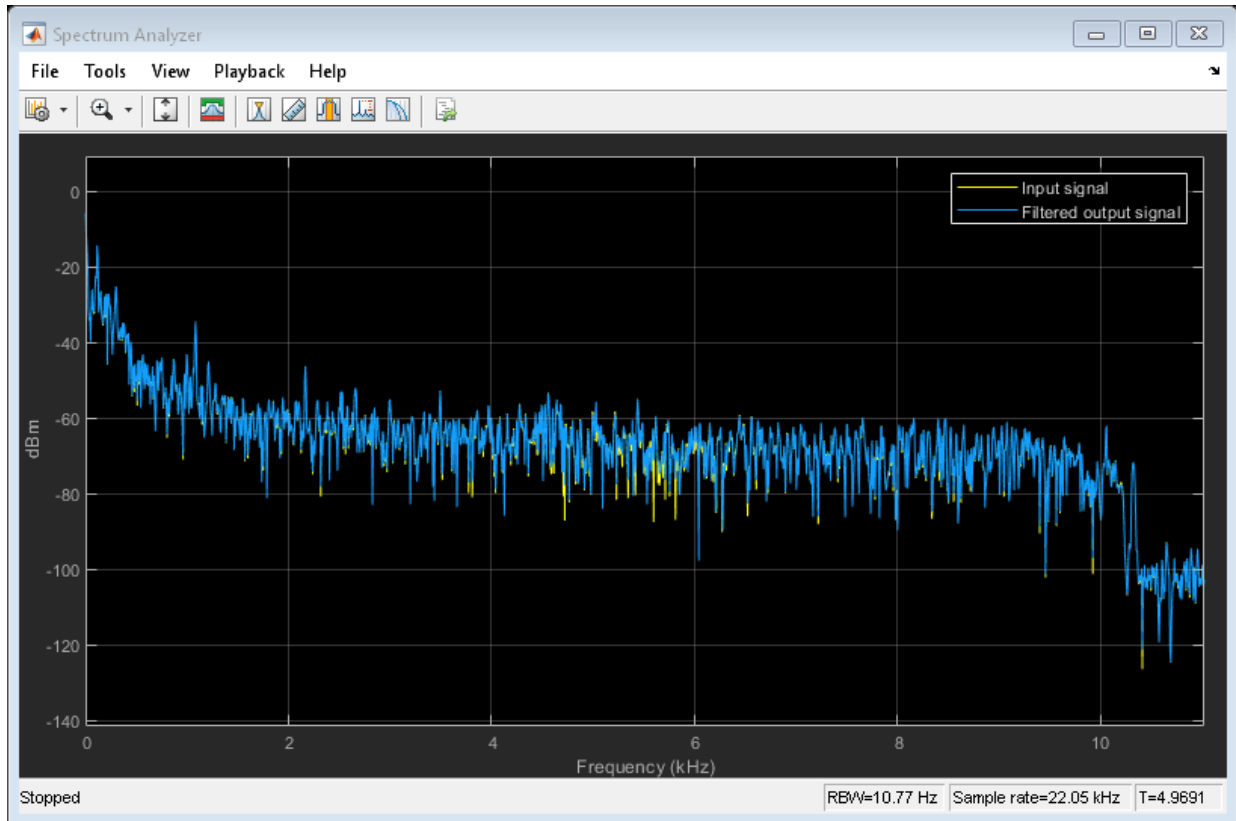 Spectrum Analyzer
File Tools View Playback Help
Input signal
Filtered output signal
0
-20
-40
-60
-80
-100
-120
-140
dBm
0 2 4 6 8 10
Frequency (kHz)
Stopped RBW=10.77 Hz Sample rate=22.05 kHz T=4.9691